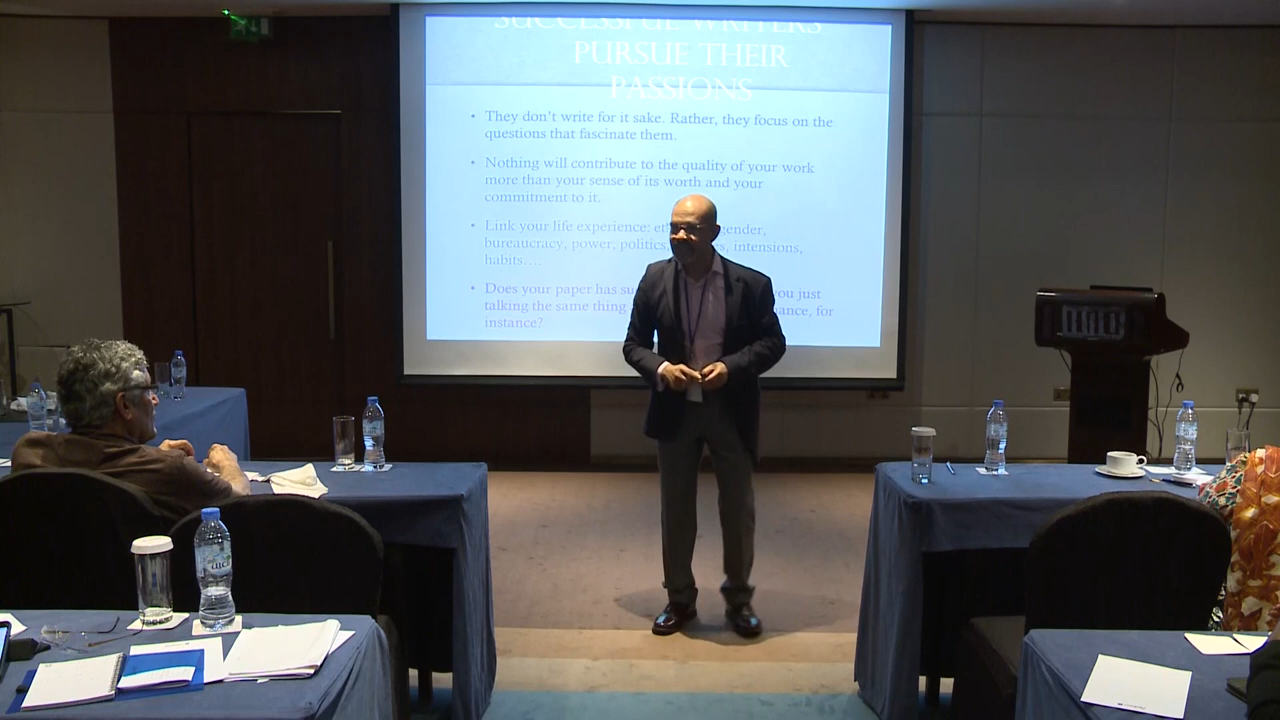 SUCCESSFUL WRITERS
PURSUE THEIR
PASSIONS
• They don't write for it sake. Rather, they focus on the
questions that fascinate them.
• Nothing will contribute to the quality of your work
more than your sense of its worth and your
commitment to it.
• Link your life experience: gender,
bureaucracy, power, politics, intensions,
habits....
• Does your paper has you just
talking the same thing for
instance?